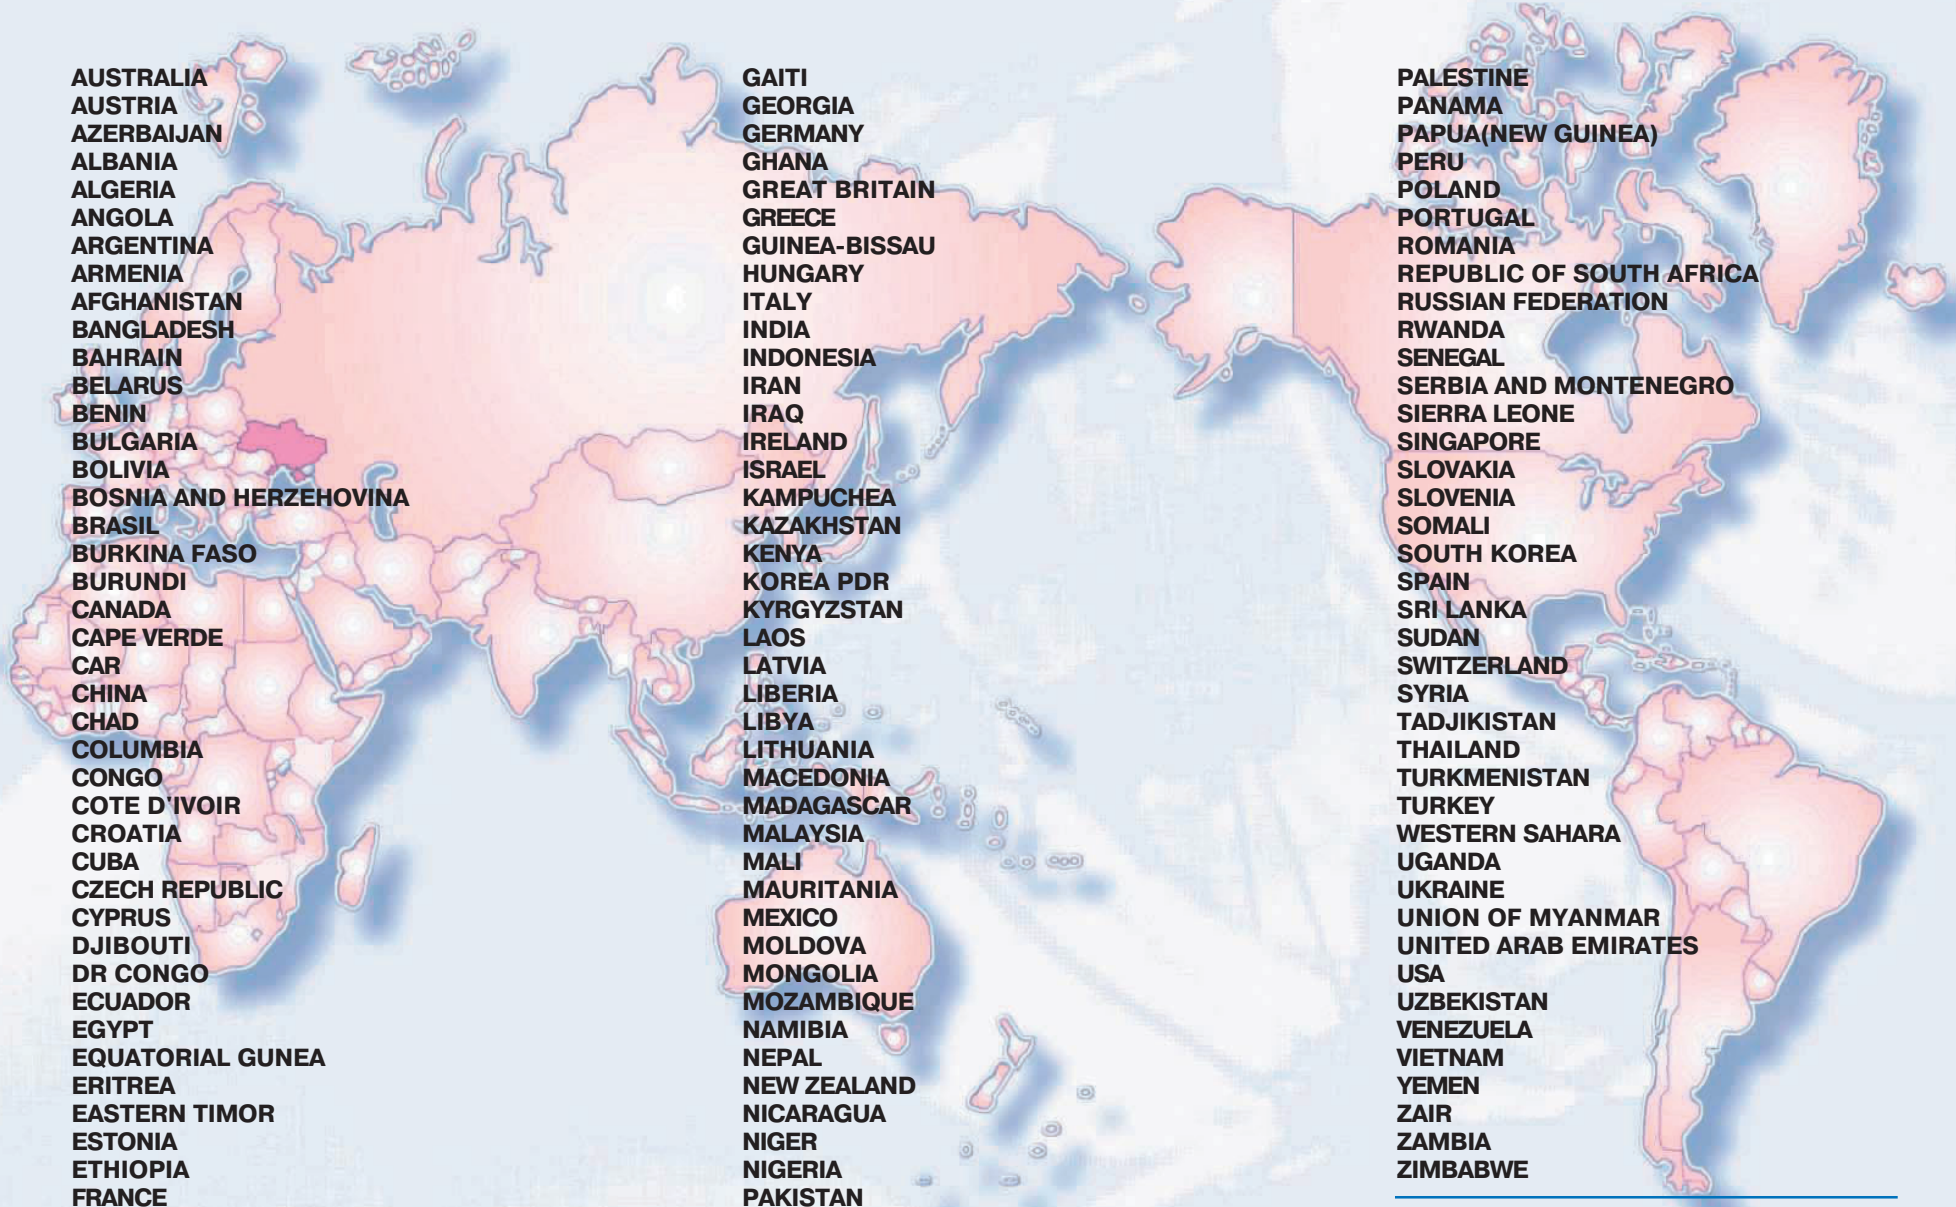 AUSTRALIA
AUSTRIA
AZERBAIJAN
ALBANIA
ALGERIA
ANGOLA
ARGENTINA
ARMENIA
AFGHANISTAN
BANGLADESH
BAHRAIN
BELARUS
BENIN
BULGARIA
BOLIVIA
BOSNIA AND HERZEHOVINA
BRASIL
BURKINA FASO
BURUNDI
CANADA
CAPE VERDE
CAR
CHINA
CHAD
COLUMBIA
CONGO
COTE D'IVOIR
CROATIA
CUBA
CZECH REPUBLIC
CYPRUS
DJIBOUTI
DR CONGO
ECUADOR
EGYPT
EQUATORIAL GUNEA
ERITREA
EASTERN TIMOR
ESTONIA
ETHIOPIA
FRANCE
GAITI
GEORGIA
GERMANY
GHANA
GREAT BRITAIN
GREECE
GUINEA-BISSAU
HUNGARY
ITALY
INDIA
INDONESIA
IRAN
IRAQ
IRELAND
ISRAEL
KAMPUCHEA
KAZAKHSTAN
KENYA
KOREA PDR
KYRGYZSTAN
LAOS
LATVIA
LIBERIA
LIBYA
LITHUANIA
MACEDONIA
MADAGASCAR
MALAYSIA
MALI
MAURITANIA
MEXICO
MOLDOVA
MONGOLIA
MOZAMBIQUE
NAMIBIA
NEPAL
NEW ZEALAND
NICARAGUA
NIGER
NIGERIA
PAKISTAN
PALESTINE
PANAMA
PAPUA(NEW GUINEA)
PERU
POLAND
PORTUGAL
ROMANIA
REPUBLIC OF SOUTH AFRICA
RUSSIAN FEDERATION
RWANDA
SENEGAL
SERBIA AND MONTENEGRO
SIERRA LEONE
SINGAPORE
SLOVAKIA
SLOVENIA
SOMALI
SOUTH KOREA
SPAIN
SRI LANKA
SUDAN
SWITZERLAND
SYRIA
TADJIKISTAN
THAILAND
TURKMENISTAN
TURKEY
WESTERN SAHARA
UGANDA
UKRAINE
UNION OF MYANMAR
UNITED ARAB EMIRATES
USA
UZBEKISTAN
VENEZUELA
VIETNAM
YEMEN
ZAIR
ZAMBIA
ZIMBABWE